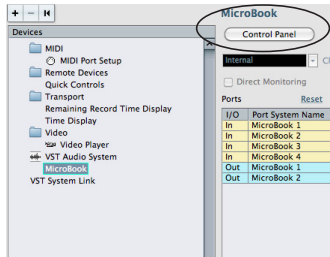 MicroBook
Control Panel
Devices
MIDI
MIDI Port Setup
Remote Devices
Quick Controls
Transport
Remaining Record Time Display
Time Display
Video
Video Player
VST Audio System
MicroBook
VST System Link
Internal
Direct Monitoring
Ports Reset
I/O Port System Name
In MicroBook 1
In MicroBook 2
In MicroBook 3
In MicroBook 4
Out MicroBook 1
Out MicroBook 2